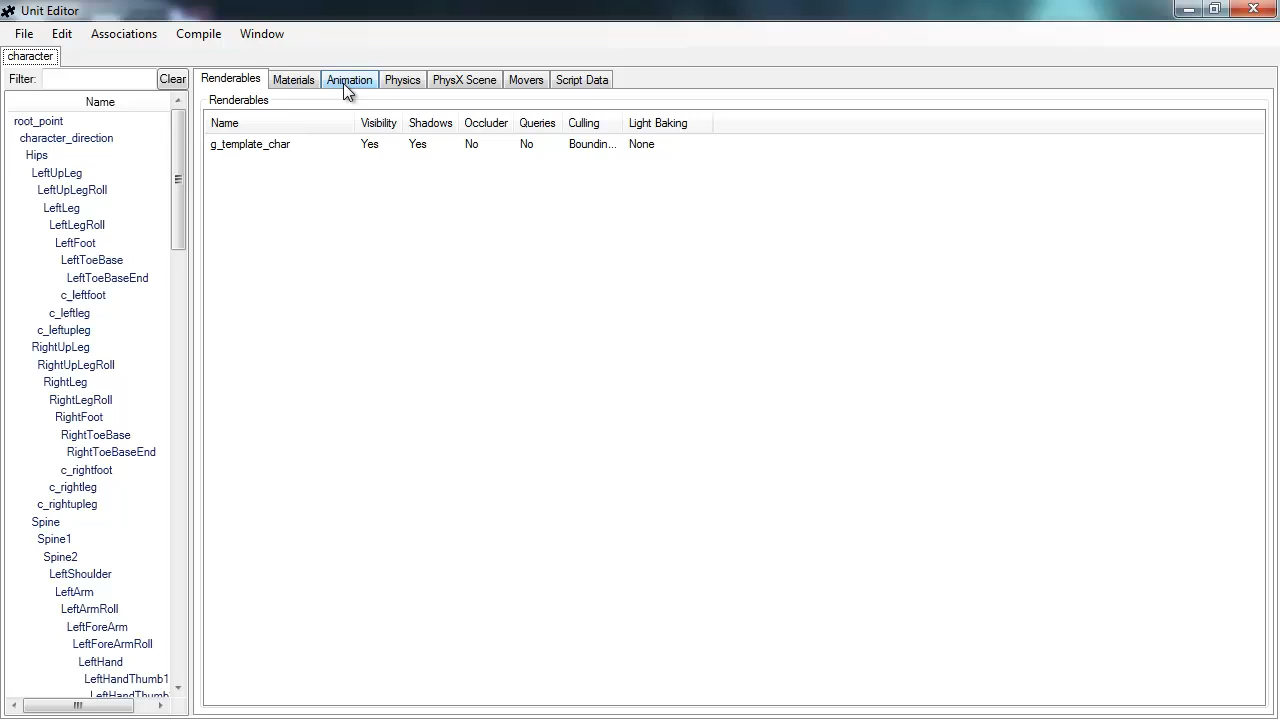 Unit Editor
File Edit Associations Compile Window
character
Filter: Clear
Renderables Materials Animation Physics PhysX Scene Movers Script Data
Name
root_point
character_direction
Hips
LeftUpLeg
LeftUpLegRoll
LeftLeg
LeftLegRoll
LeftFoot
LeftToeBase
LeftToeBaseEnd
c_leftfoot
c_leftleg
c_leftupleg
RightUpLeg
RightUpLegRoll
RightLeg
RightLegRoll
RightFoot
RightToeBase
RightToeBaseEnd
c_rightfoot
c_rightleg
c_rightupleg
Spine
Spine1
Spine2
LeftShoulder
LeftArm
LeftArmRoll
LeftForeArm
LeftForeArmRoll
LeftHand
LeftHandThumb1
LeftHandThumb
Renderables
Name Visibility Shadows Occluder Queries Culling Light Baking
g_template_char Yes Yes No No Boundin... None